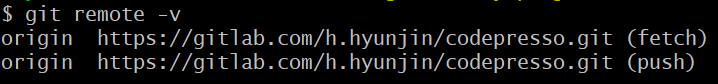 $ git remote -v
origin  https://gitlab.com/h.hyunjin/codepresso.git (fetch)
origin  https://gitlab.com/h.hyunjin/codepresso.git (push)